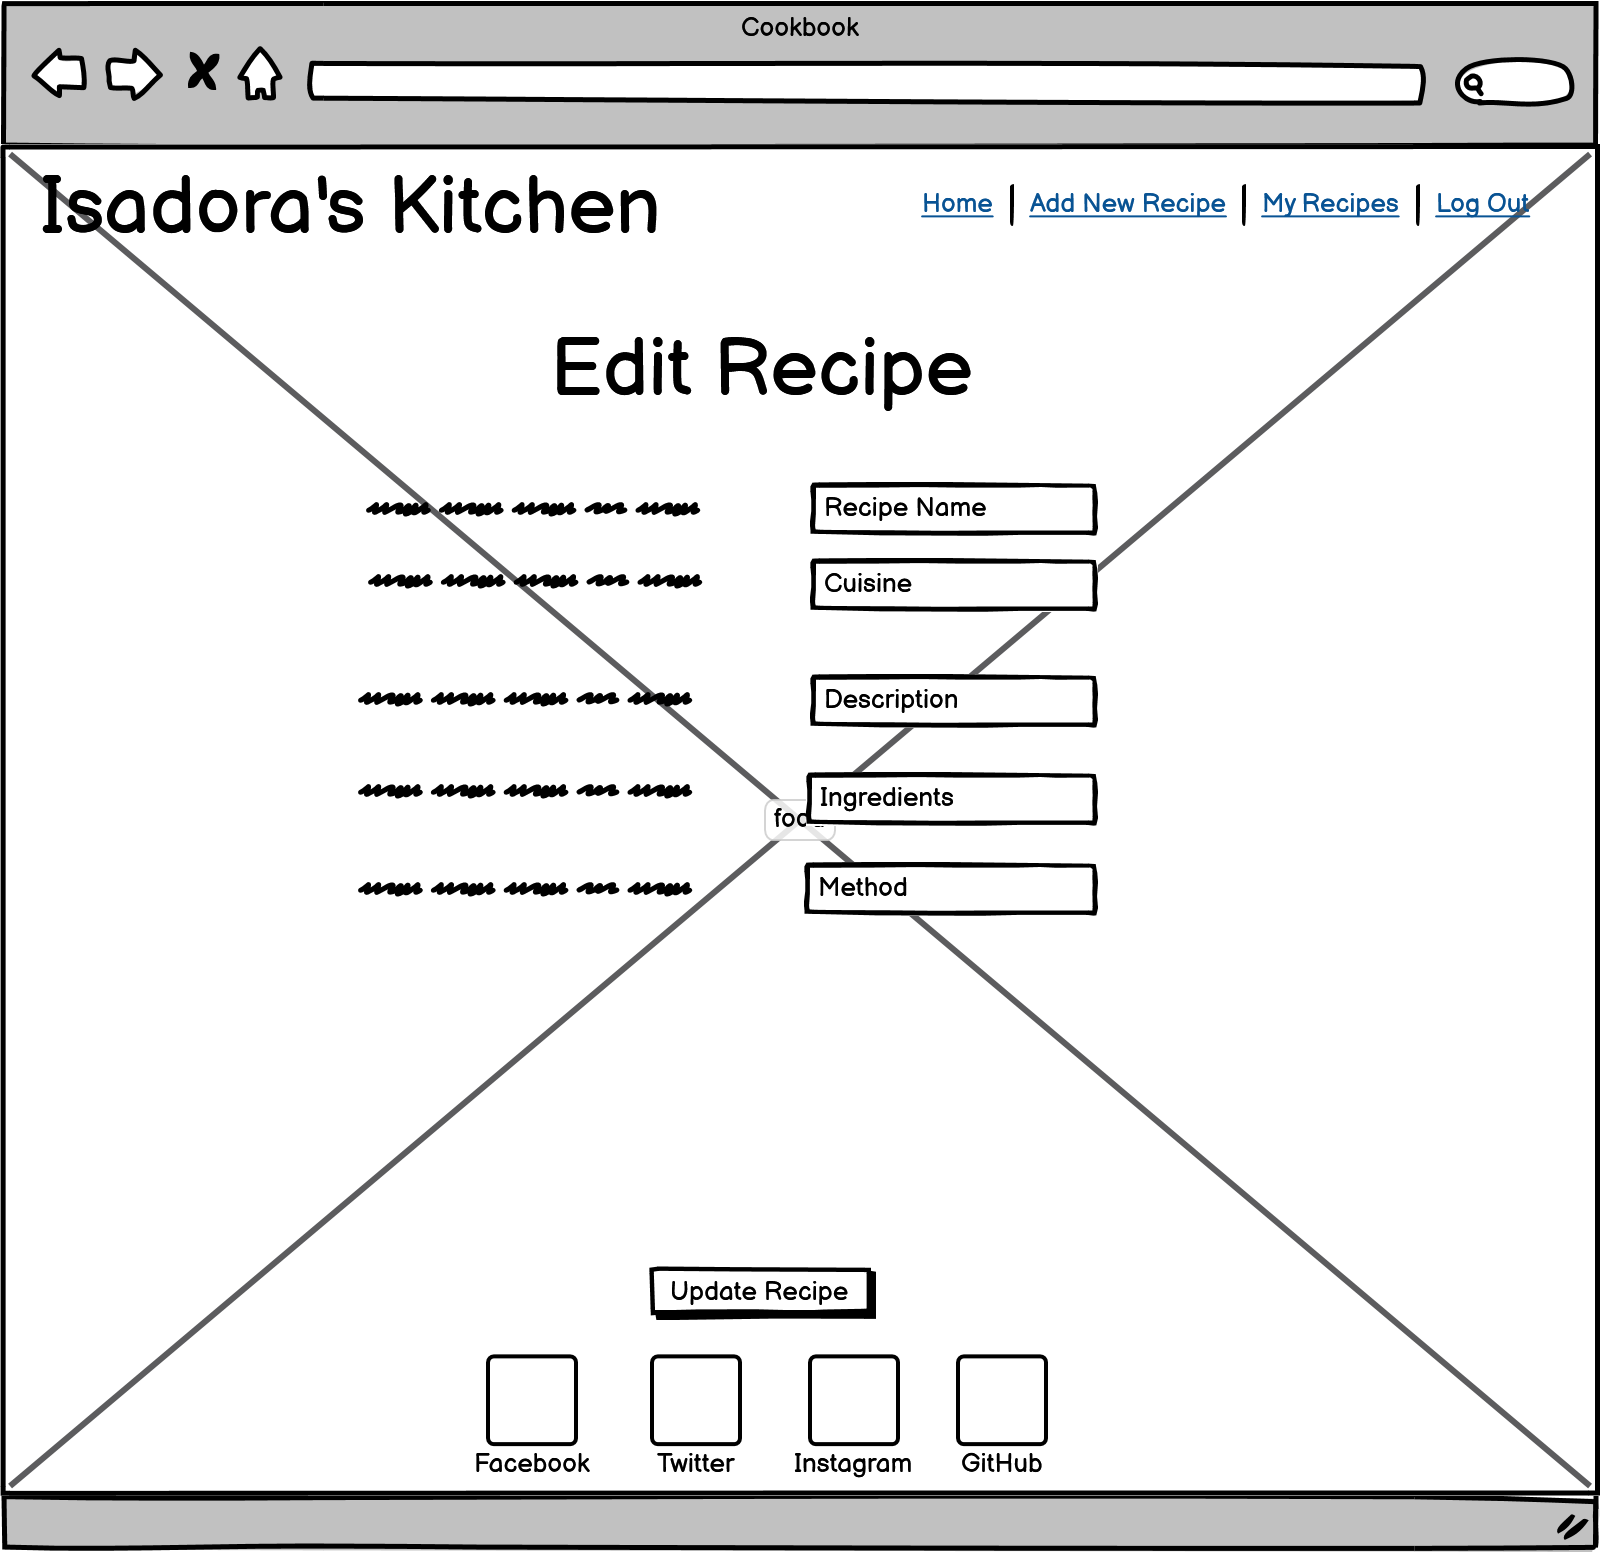 Cookbook
Isadora's Kitchen
Home
Add New Recipe
My Recipes
Log Out
Edit Recipe
Recipe Name
Cuisine
Description
Ingredients
Method
Update Recipe
Facebook
Twitter
Instagram
GitHub